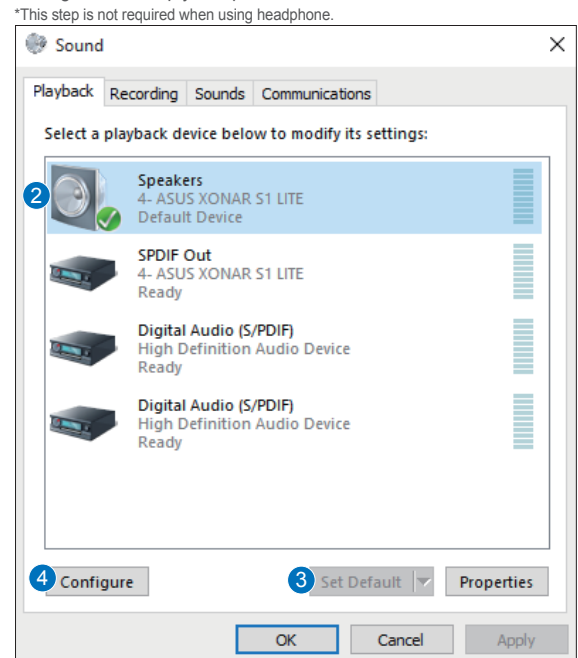 *This step is not required when using headphone.
Sound
Playback Recording Sounds Communications
Select a playback device below to modify its settings:
2
Speakers
4- ASUS XONAR S1 LITE
Default Device
SPDIF Out
4- ASUS XONAR S1 LITE
Ready
Digital Audio (S/PDIF)
High Definition Audio Device
Ready
Digital Audio (S/PDIF)
High Definition Audio Device
Ready
4 Configure 3 Set Default Properties
OK Cancel Apply